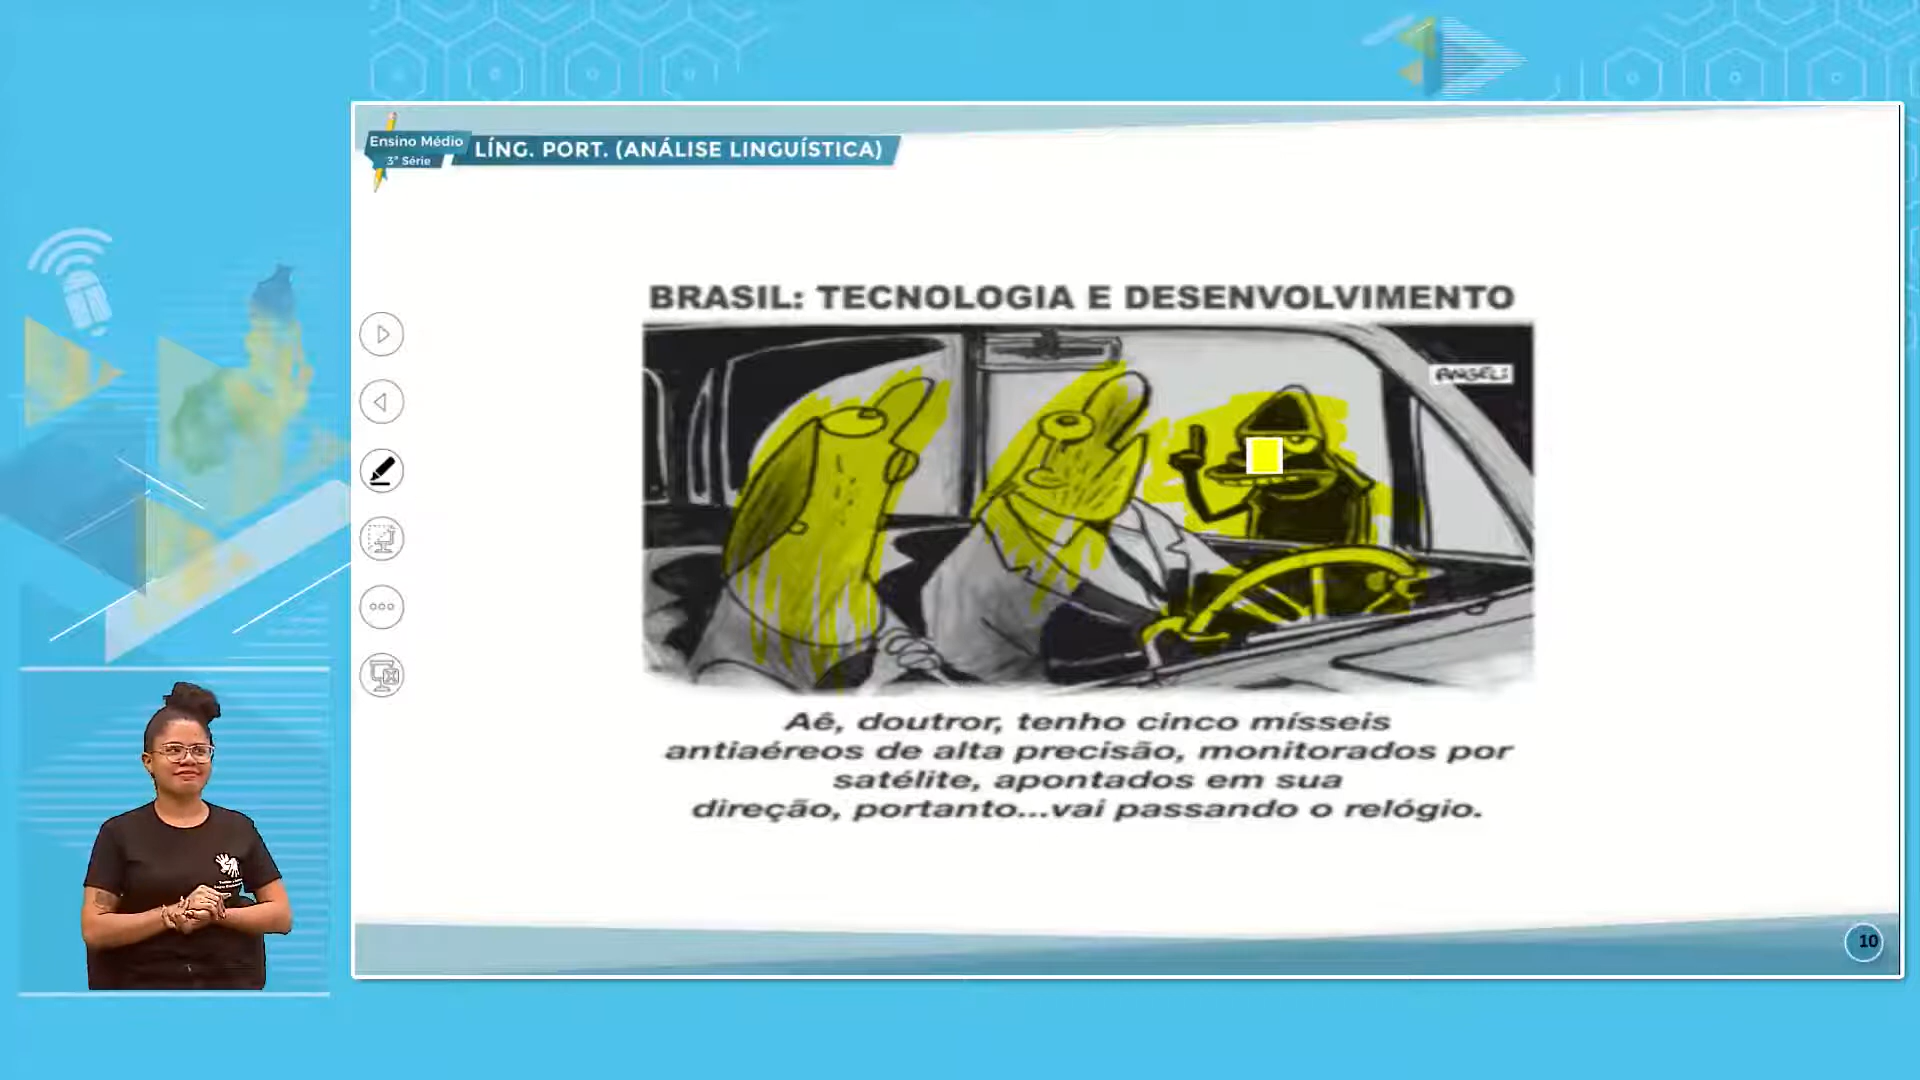 Ensino Médio
3ª Série
LÍNG. PORT. (ANÁLISE LINGUÍSTICA)
BRASIL: TECNOLOGIA E DESENVOLVIMENTO
ANGELI
Aê, doutror, tenho cinco mísseis
antiaéreos de alta precisão, monitorados por
satélite, apontados em sua
direção, portanto...vai passando o relógio.
10